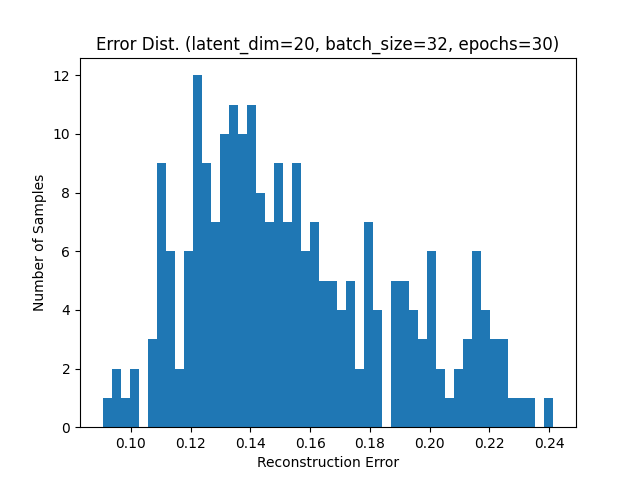 Error Dist. (latent_dim=20, batch_size=32, epochs=30)
12
10
8
6
4
2
0
Number of Samples
0.10 0.12 0.14 0.16 0.18 0.20 0.22 0.24
Reconstruction Error